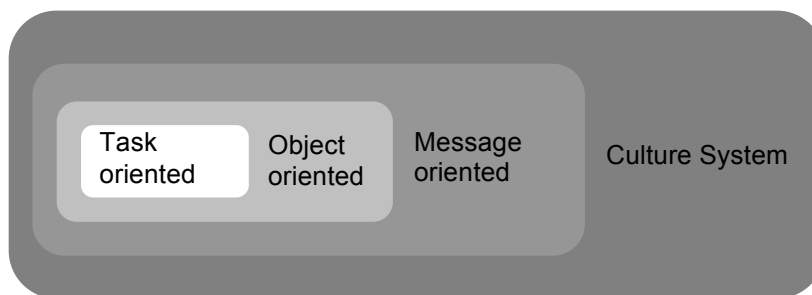 Task
oriented
Object
oriented
Message
oriented
Culture System